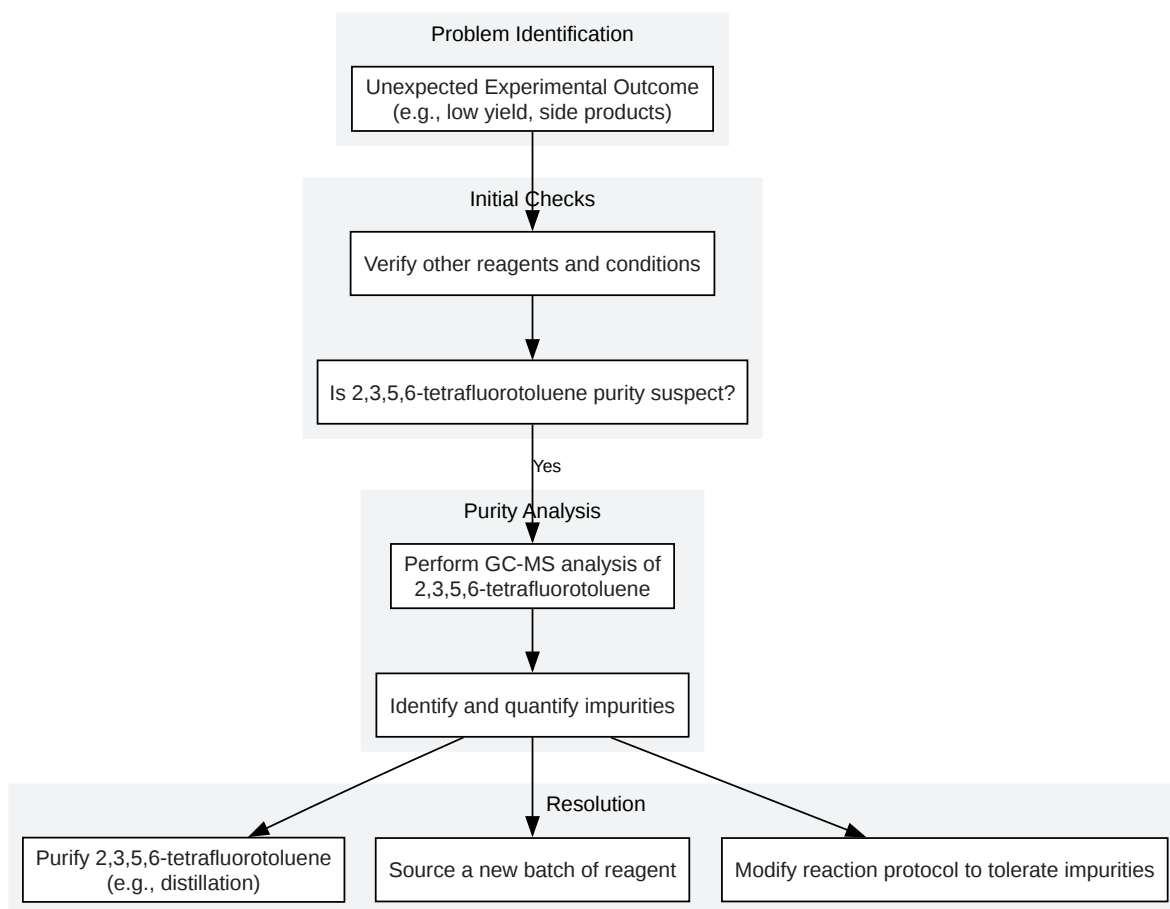 Problem Identification
Unexpected Experimental Outcome
(e.g., low yield, side products)
Initial Checks
Verify other reagents and conditions
Is 2,3,5,6-tetrafluorotoluene purity suspect?
Yes
Purity Analysis
Perform GC-MS analysis of
2,3,5,6-tetrafluorotoluene
Identify and quantify impurities
Resolution
Purify 2,3,5,6-tetrafluorotoluene
(e.g., distillation)
Source a new batch of reagent
Modify reaction protocol to tolerate impurities